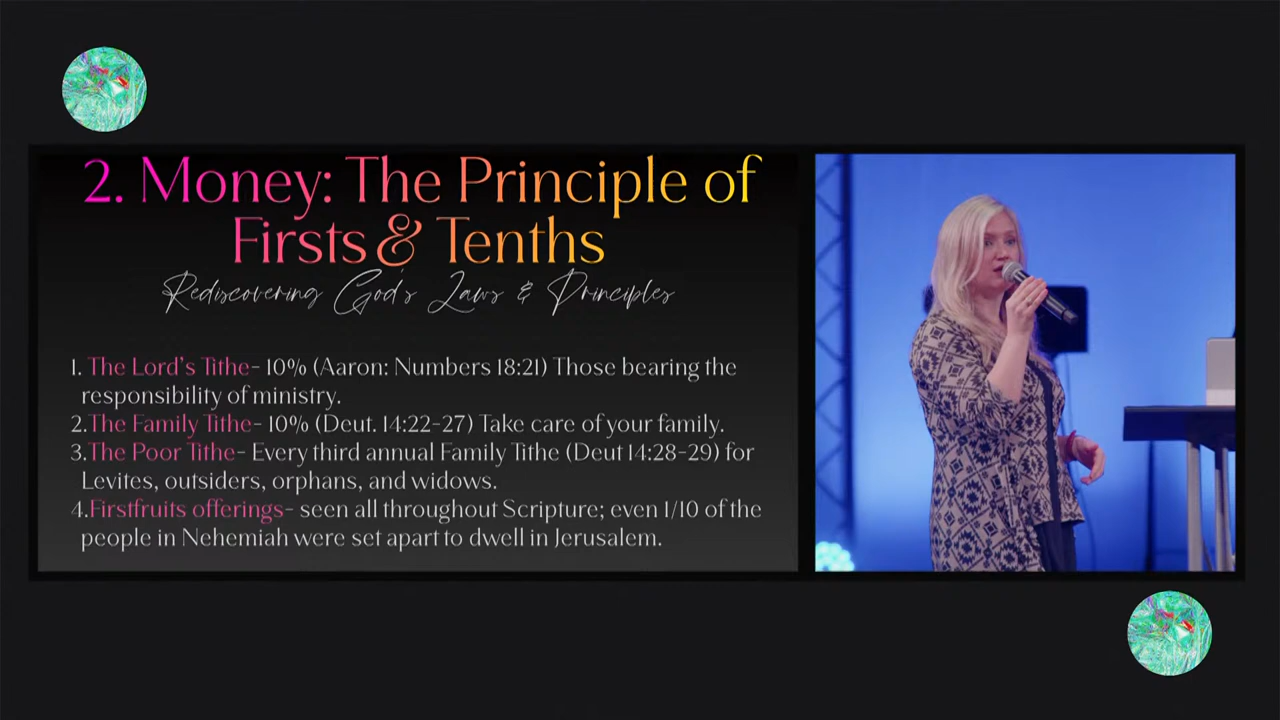 2. Money: The Principle of
Firsts & Tenths
Rediscovering God's Laws & Principles
1. The Lord's Tithe- 10% (Aaron: Numbers 18:21) Those bearing the
responsibility of ministry.
2.The Family Tithe- 10% (Deut. 14:22-27) Take care of your family.
3.The Poor Tithe- Every third annual Family Tithe (Deut 14:28-29) for
Levites, outsiders, orphans, and widows.
4.Firstfruits offerings- seen all throughout Scripture; even 1/10 of the
people in Nehemiah were set apart to dwell in Jerusalem.